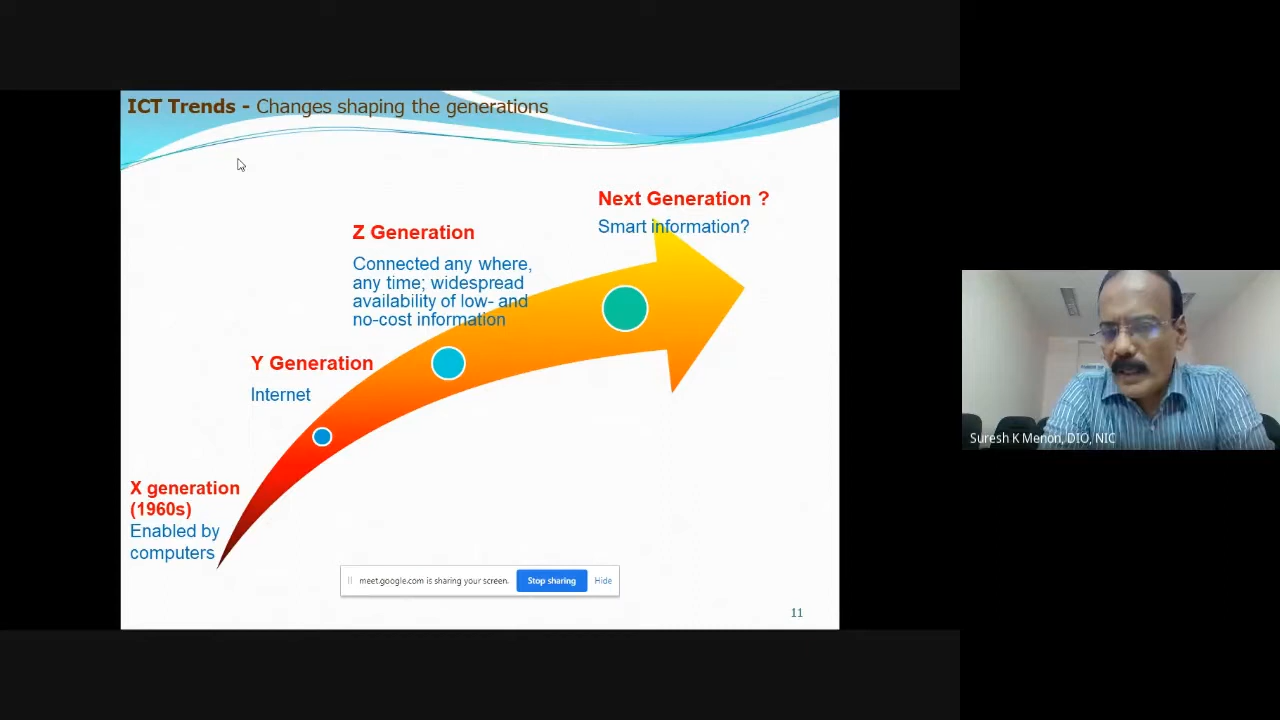 ICT Trends - Changes shaping the generations
Next Generation ?
Smart information?
Z Generation
Connected any where,
any time; widespread
availability of low- and
no-cost information
Y Generation
Internet
X generation
(1960s)
Enabled by
computers
meet.google.com is sharing your screen.
Stop sharing
Hide
11
Suresh K Menon, DIO, NIC